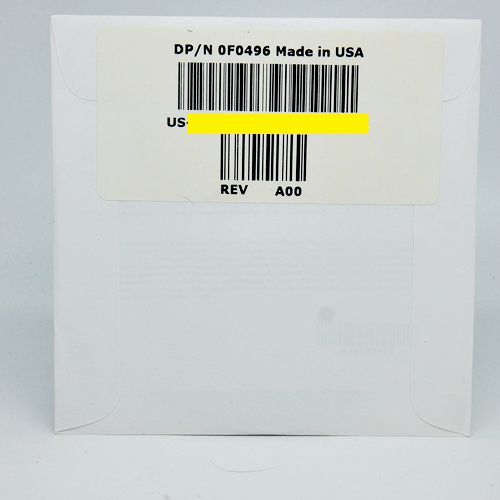 DP/N 0F0496 Made in USA
US-
REV A00